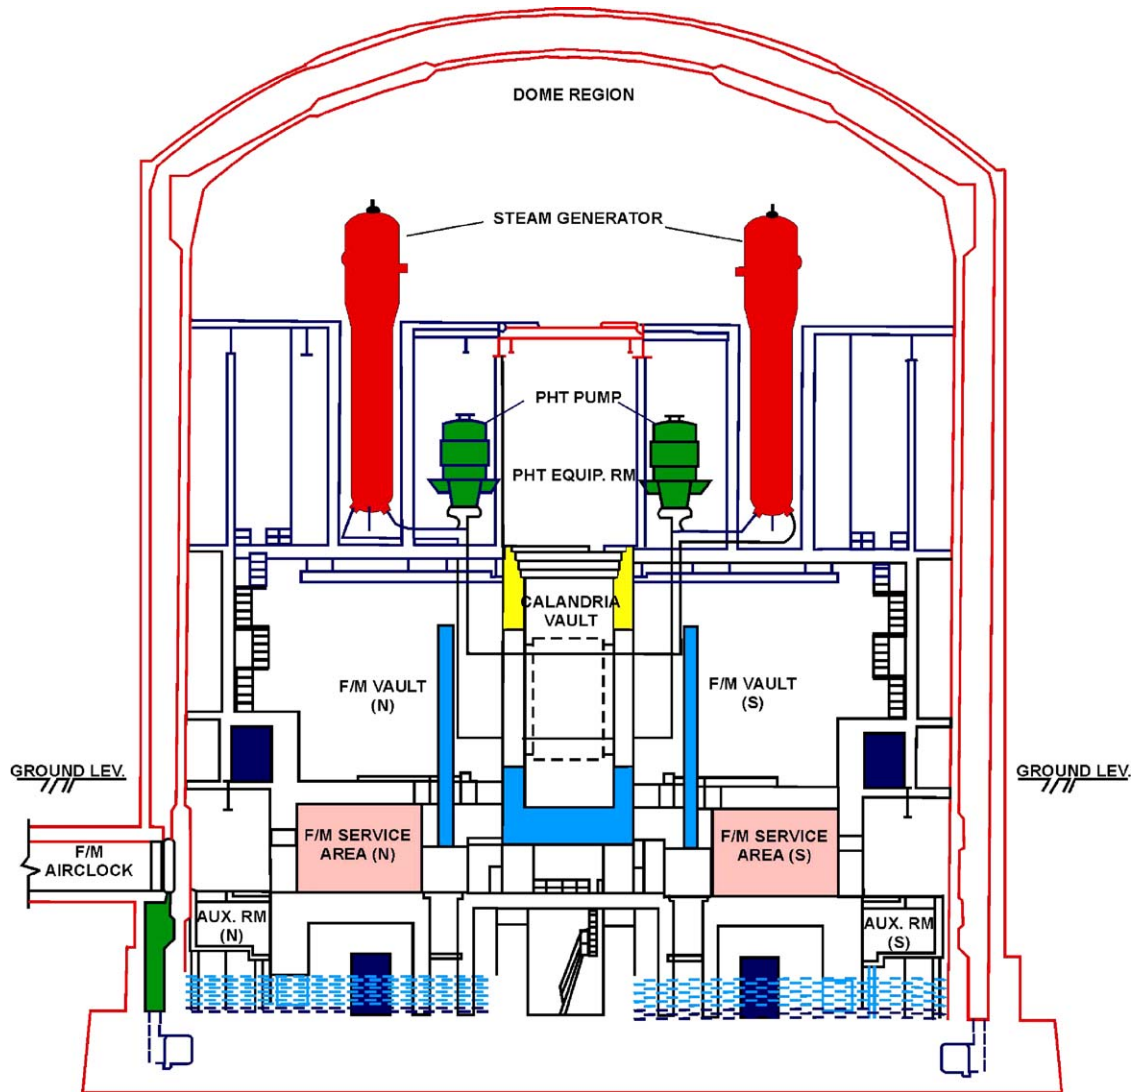 DOME REGION
STEAM GENERATOR
PHT PUMP
PHT EQUIP. RM
CALANDRIA
VAULT
F/M VAULT
(N)
F/M VAULT
(S)
GROUND LEV.
GROUND LEV.
F/M SERVICE
AREA (N)
F/M SERVICE
AREA (S)
F/M
AIRCLOCK
AUX. RM
(N)
AUX. RM
(S)